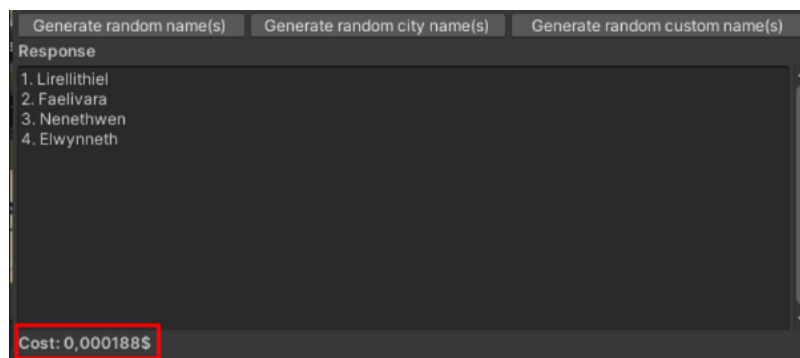 Generate random name(s) Generate random city name(s) Generate random custom name(s)
Response
1. Lirellithiel
2. Faelivara
3. Nenethwen
4. Elwynneth
Cost: 0,000188$